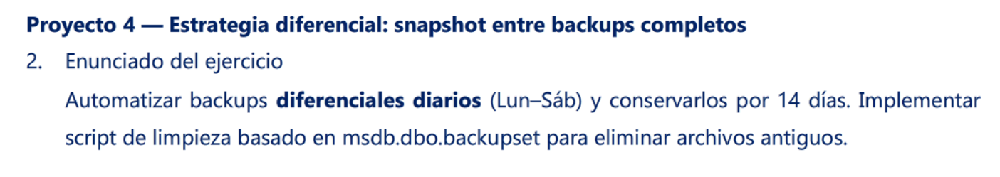 Proyecto 4 — Estrategia diferencial: snapshot entre backups completos
2. Enunciado del ejercicio
Automatizar backups diferenciales diarios (Lun–Sáb) y conservarlos por 14 días. Implementar
script de limpieza basado en msdb.dbo.backupset para eliminar archivos antiguos.